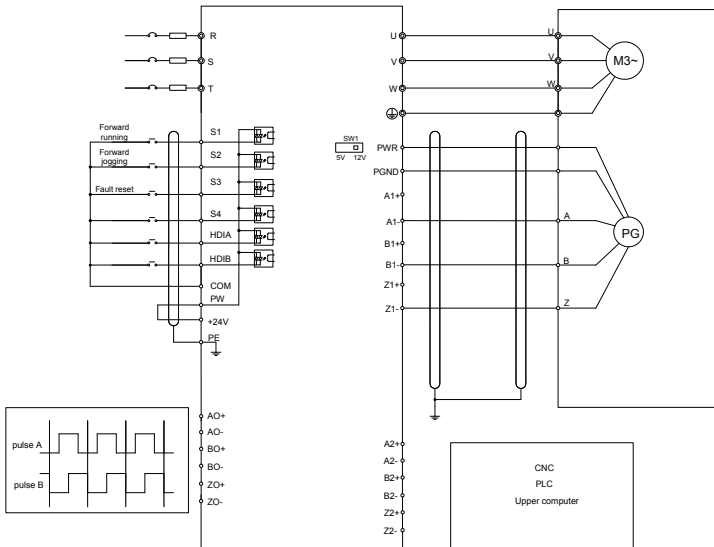 R
S
T
U
V
W
U
V
W
M3~
Forward
running
Forward
jogging
Fault reset
S1
S2
S3
S4
HDIA
HDIB
COM
PW
+24V
PE
SW1
5V 12V
PWR
PGND
A1+
A1-
B1+
B1-
Z1+
Z1-
A
B
Z
PG
pulse A
pulse B
AO+
AO-
BO+
BO-
ZO+
ZO-
A2+
A2-
B2+
B2-
Z2+
Z2-
CNC
PLC
Upper computer